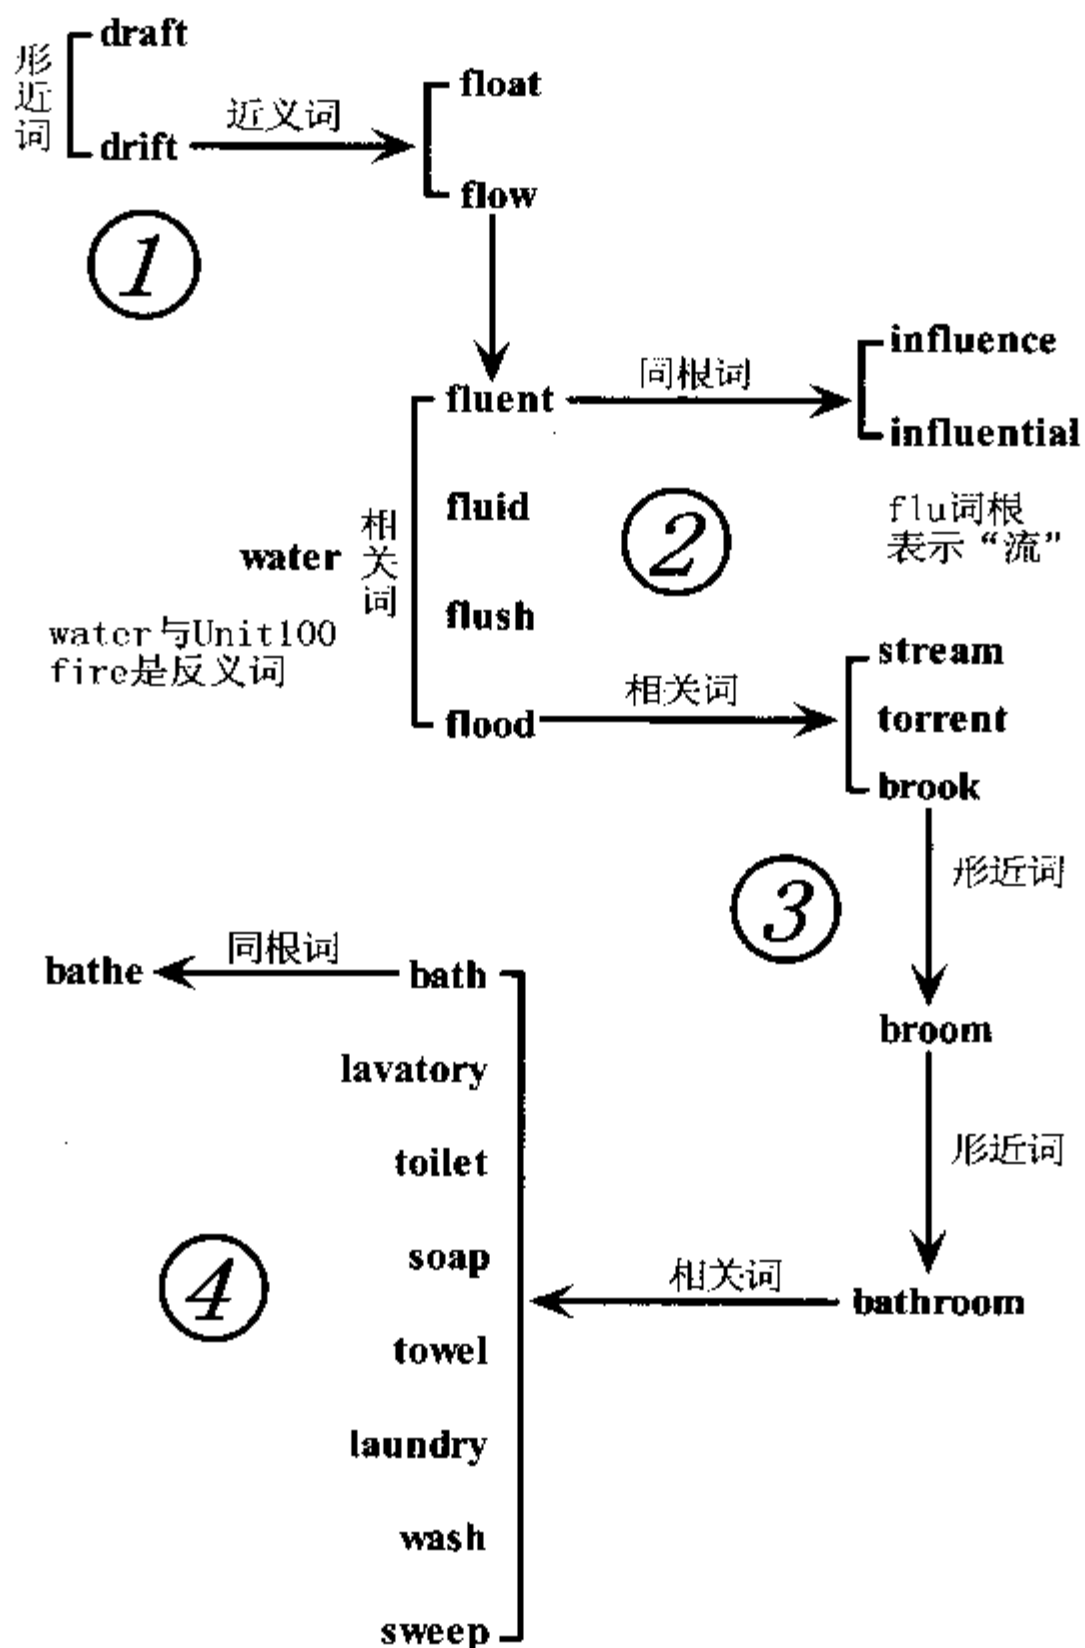 draft
形近词
drift
近义词
float
flow
①
fluent
同根词
influence
influential
flu词根
表示“流”
fluid
相关词
water
②
flush
water与Unit100
fire是反义词
flood
相关词
stream
torrent
brook
形近词
③
broom
形近词
bathroom
相关词
bath
同根词
bathe
lavatory
toilet
soap
④
towel
laundry
wash
sweep